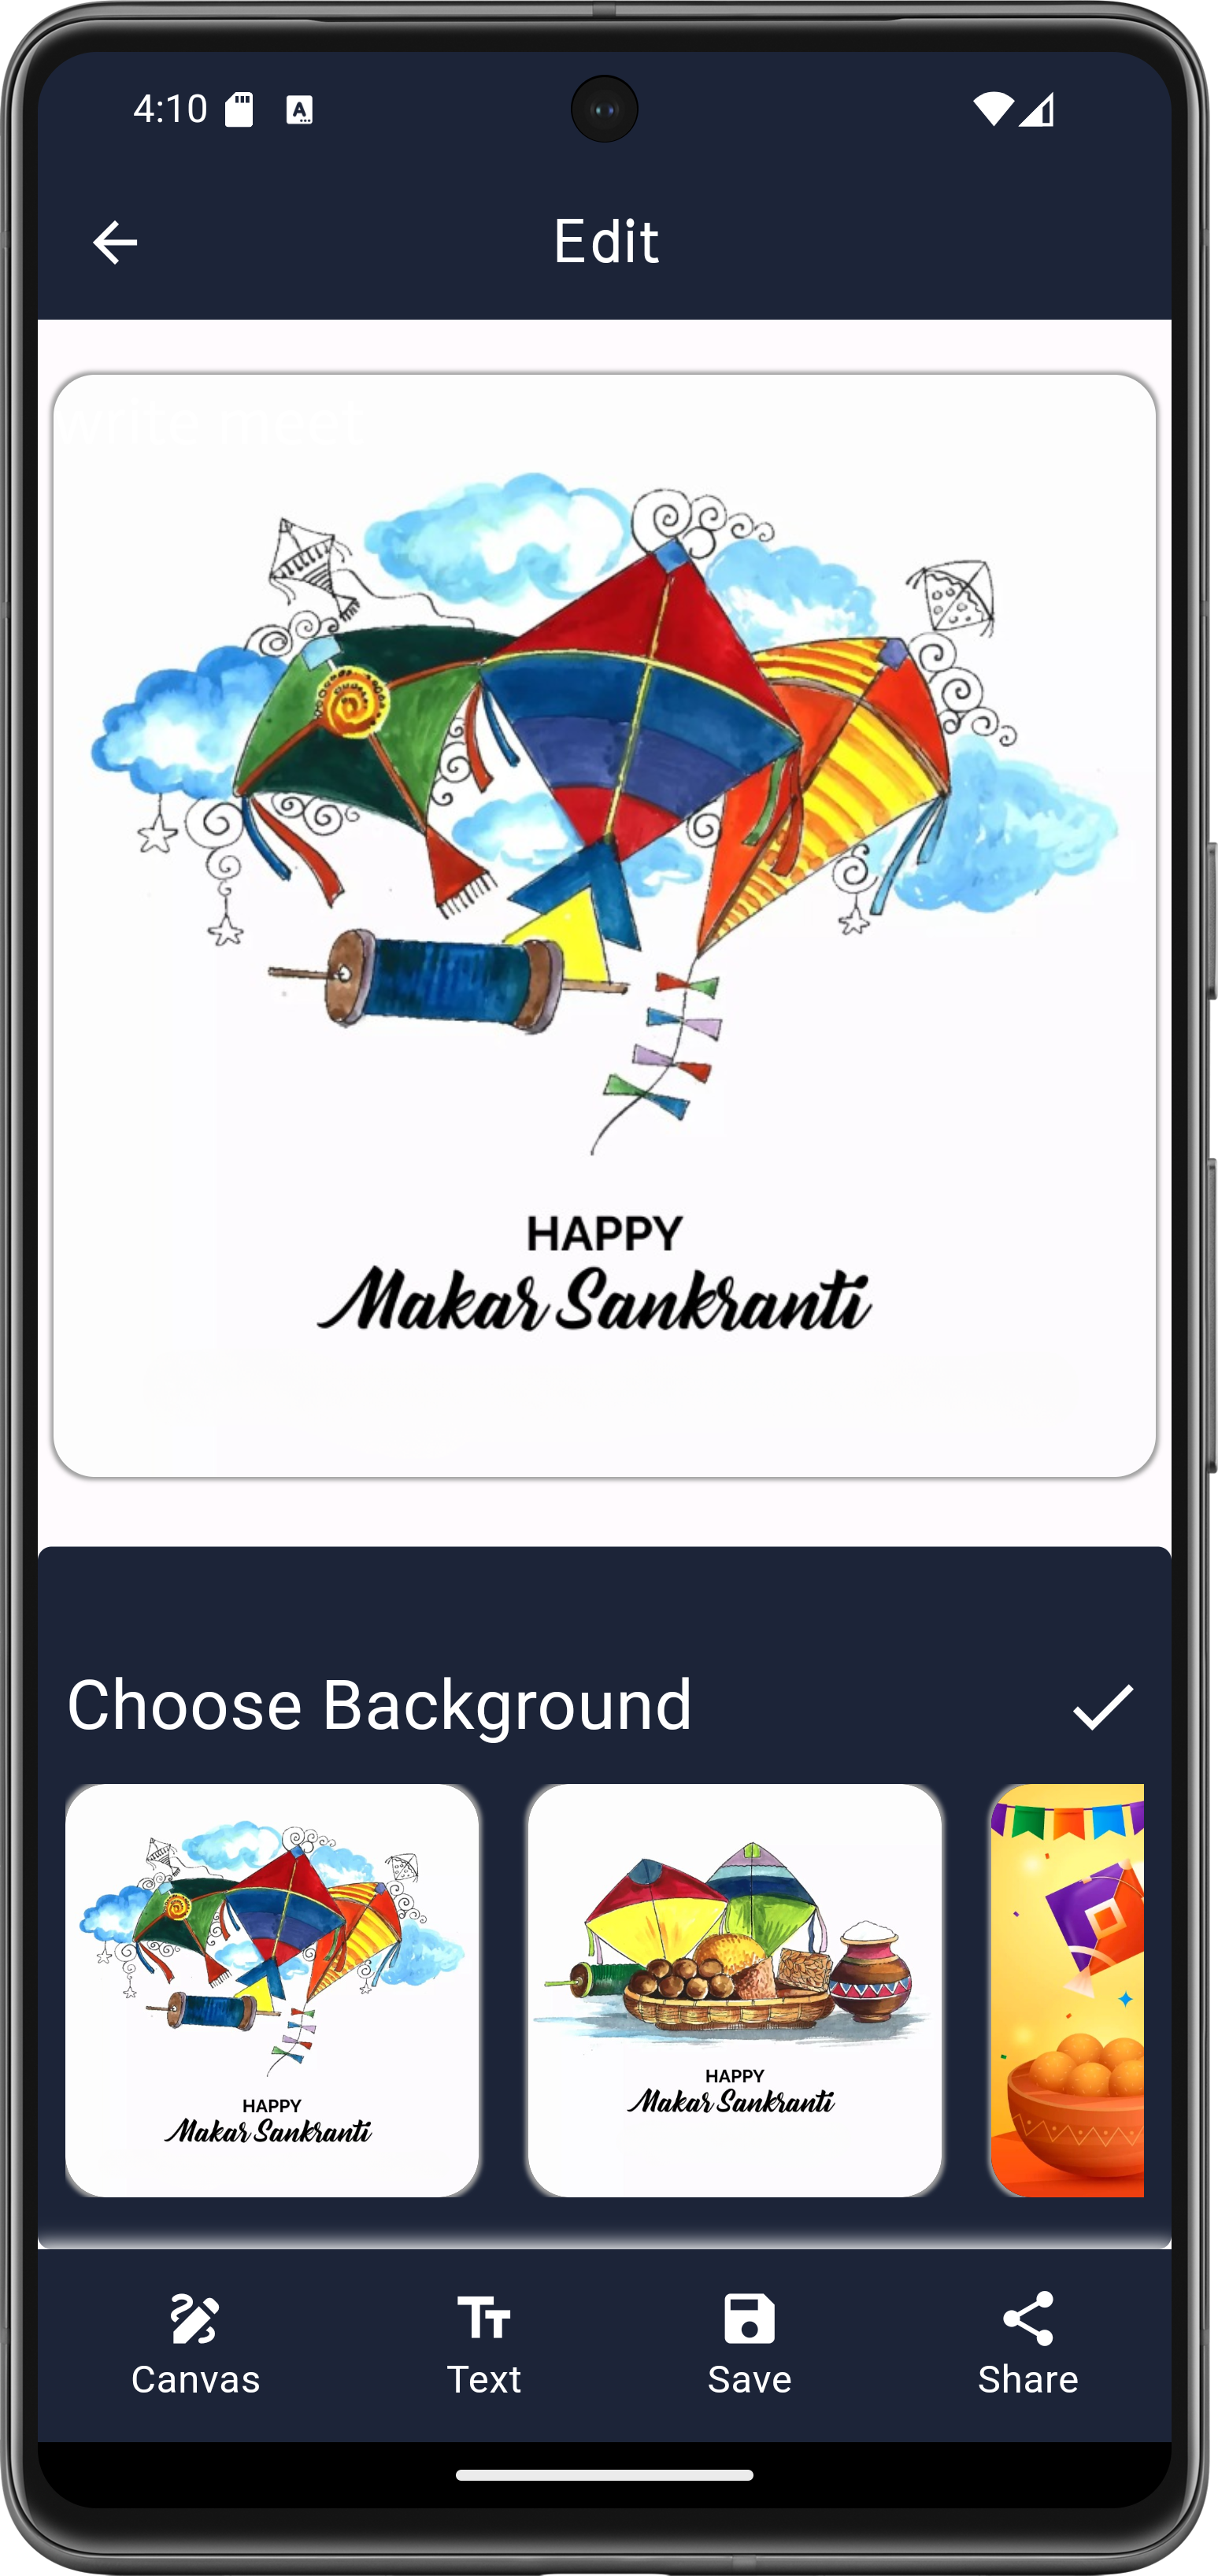 4:10
Edit
write meet
HAPPY
Makar Sankranti
Choose Background
HAPPY
Makar Sankranti
HAPPY
Makar Sankranti
Canvas
Text
Save
Share